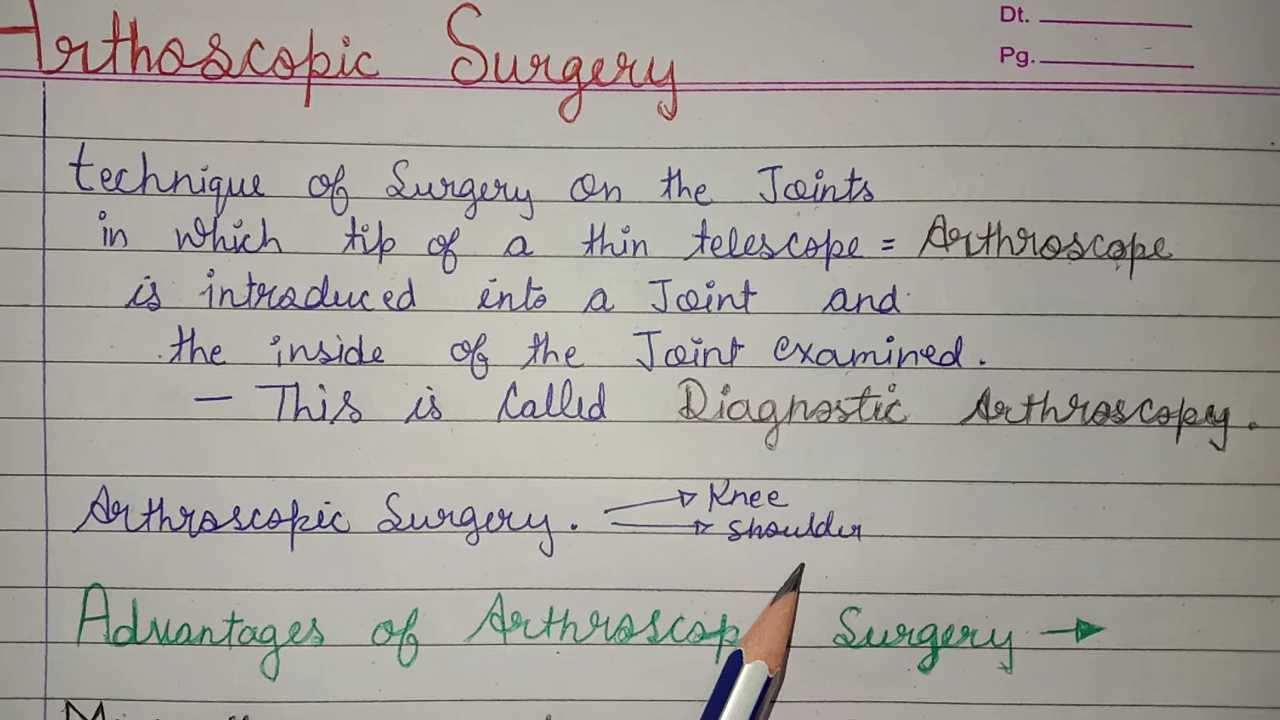 Dt.
Pg.
Arthoscopic Surgery
technique of Surgery on the Joints
in which tip of a thin telescope = Arthroscope
is introduced into a Joint and
the inside of the Joint examined.
– This is Called Diagnostic Arthroscopy.
Arthroscopic Surgery. → Knee
→ shoulder
Advantages of Arthroscop Surgery →